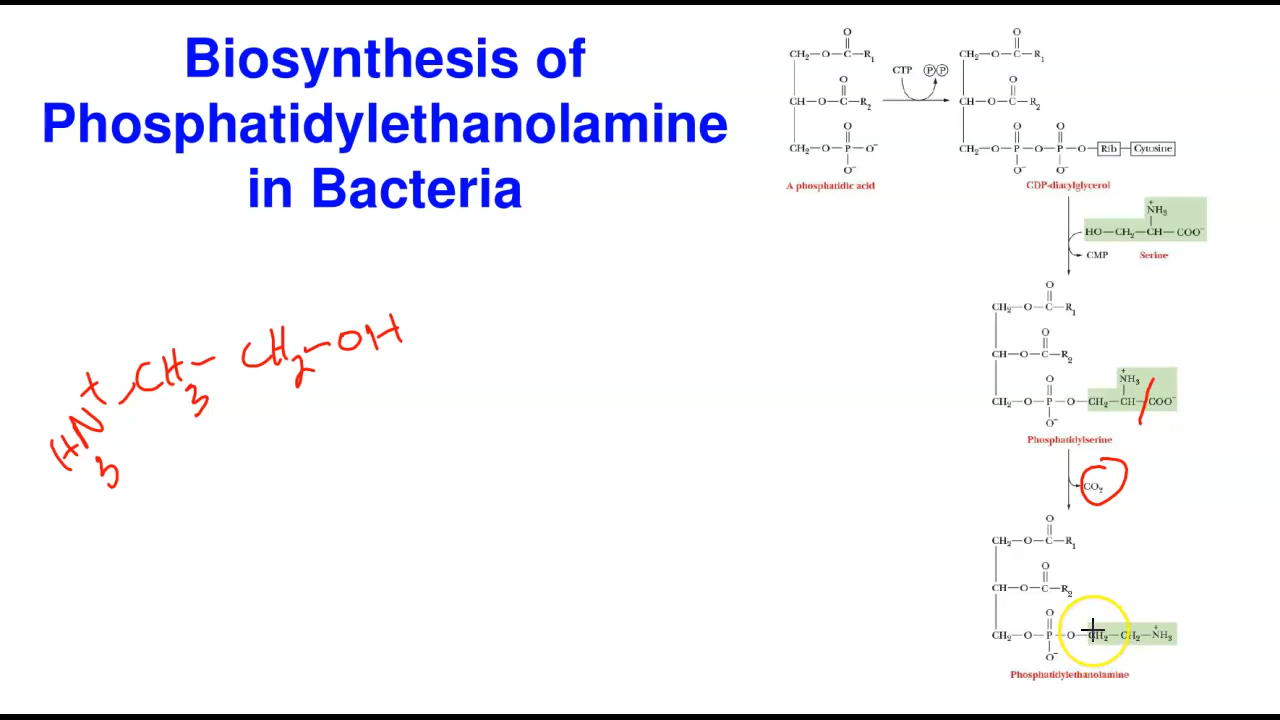 Biosynthesis of
Phosphatidylethanolamine
in Bacteria
O
CH₂—O—C—R₁
O
CH—O—C—R₂
O
CH₂—O—P—O⁻
O⁻
A phosphatidic acid
CTP PP
O
CH₂—O—C—R₁
O
CH—O—C—R₂
O O
CH₂—O—P—O—P—O—Rib—Cytosine
O⁻ O⁻
CDP-diacylglycerol
+
NH₃
HO—CH₂—CH—COO⁻
CMP Serine
O
CH₂—O—C—R₁
O
CH—O—C—R₂
O +
NH₃
CH₂—O—P—O—CH₂—CH—COO⁻
O⁻
Phosphatidylserine
H₃N⁺-CH₃-CH₂-OH
CO₂
O
CH₂—O—C—R₁
O
CH—O—C—R₂
O +
CH₂—O—P—O—CH₂—CH₂—NH₃
O⁻
Phosphatidylethanolamine